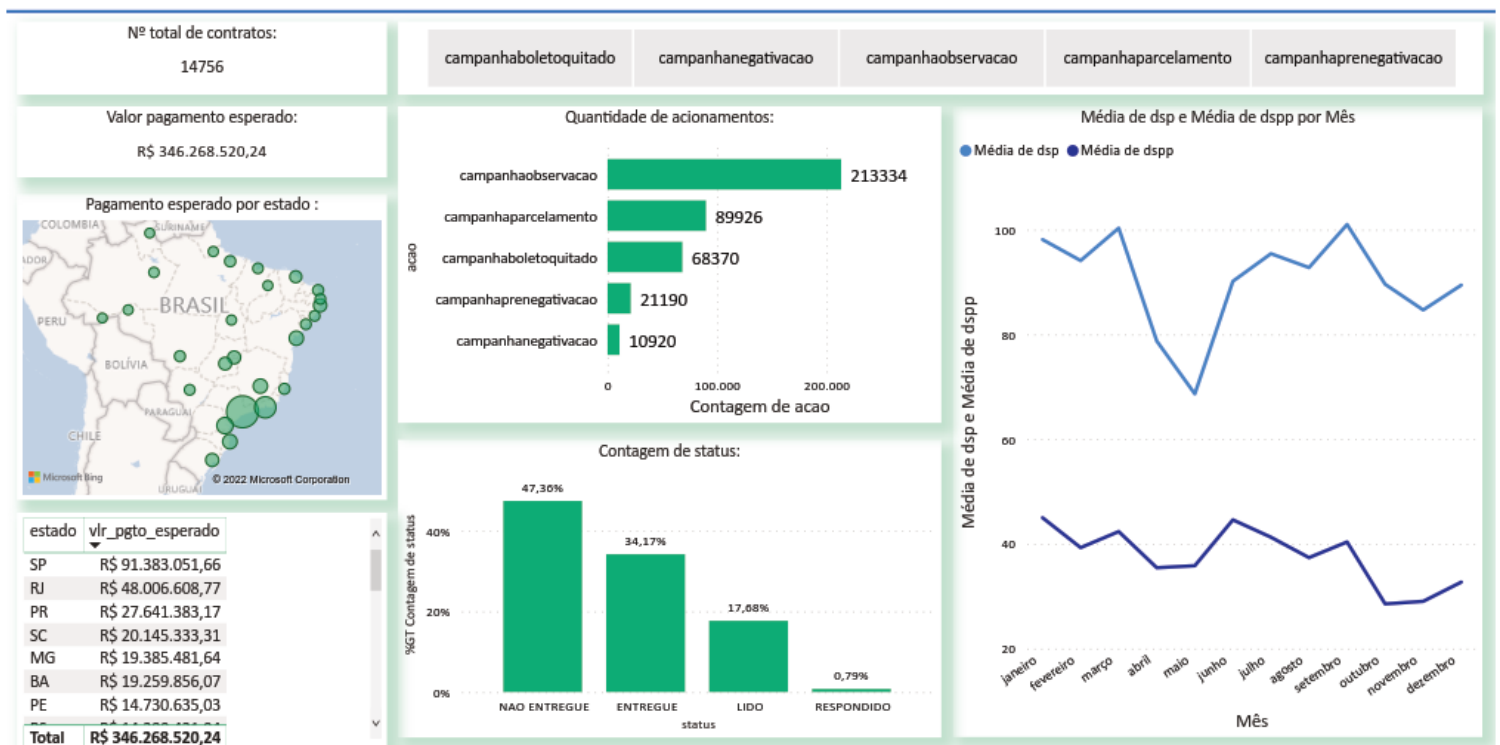 Nº total de contratos:
14756
campanhaboletoquitado
campanhanegativacao
campanhaobservacao
campanhaparcelamento
campanhaprenegativacao
Valor pagamento esperado:
R$ 346.268.520,24
Pagamento esperado por estado :
COLOMBIA
SURINAME
ADOR
BRASIL
PERU
BOLÍVIA
PARAGUAI
CHILE
URUGUAI
Microsoft Bing
© 2022 Microsoft Corporation
estado vlr_pgto_esperado
SP R$ 91.383.051,66
RJ R$ 48.006.608,77
PR R$ 27.641.383,17
SC R$ 20.145.333,31
MG R$ 19.385.481,64
BA R$ 19.259.856,07
PE R$ 14.730.635,03
Total R$ 346.268.520,24
Quantidade de acionamentos:
acao
campanhaobservacao 213334
campanhaparcelamento 89926
campanhaboletoquitado 68370
campanhaprenegativacao 21190
campanhanegativacao 10920
0 100.000 200.000
Contagem de acao
Contagem de status:
%GT Contagem de status
40%
20%
0%
47,36%
34,17%
17,68%
0,79%
NAO ENTREGUE ENTREGUE LIDO RESPONDIDO
status
Média de dsp e Média de dspp por Mês
Média de dsp Média de dspp
Média de dsp e Média de dspp
100
80
60
40
20
janeiro
fevereiro
março
abril
maio
junho
julho
agosto
setembro
outubro
novembro
dezembro
Mês